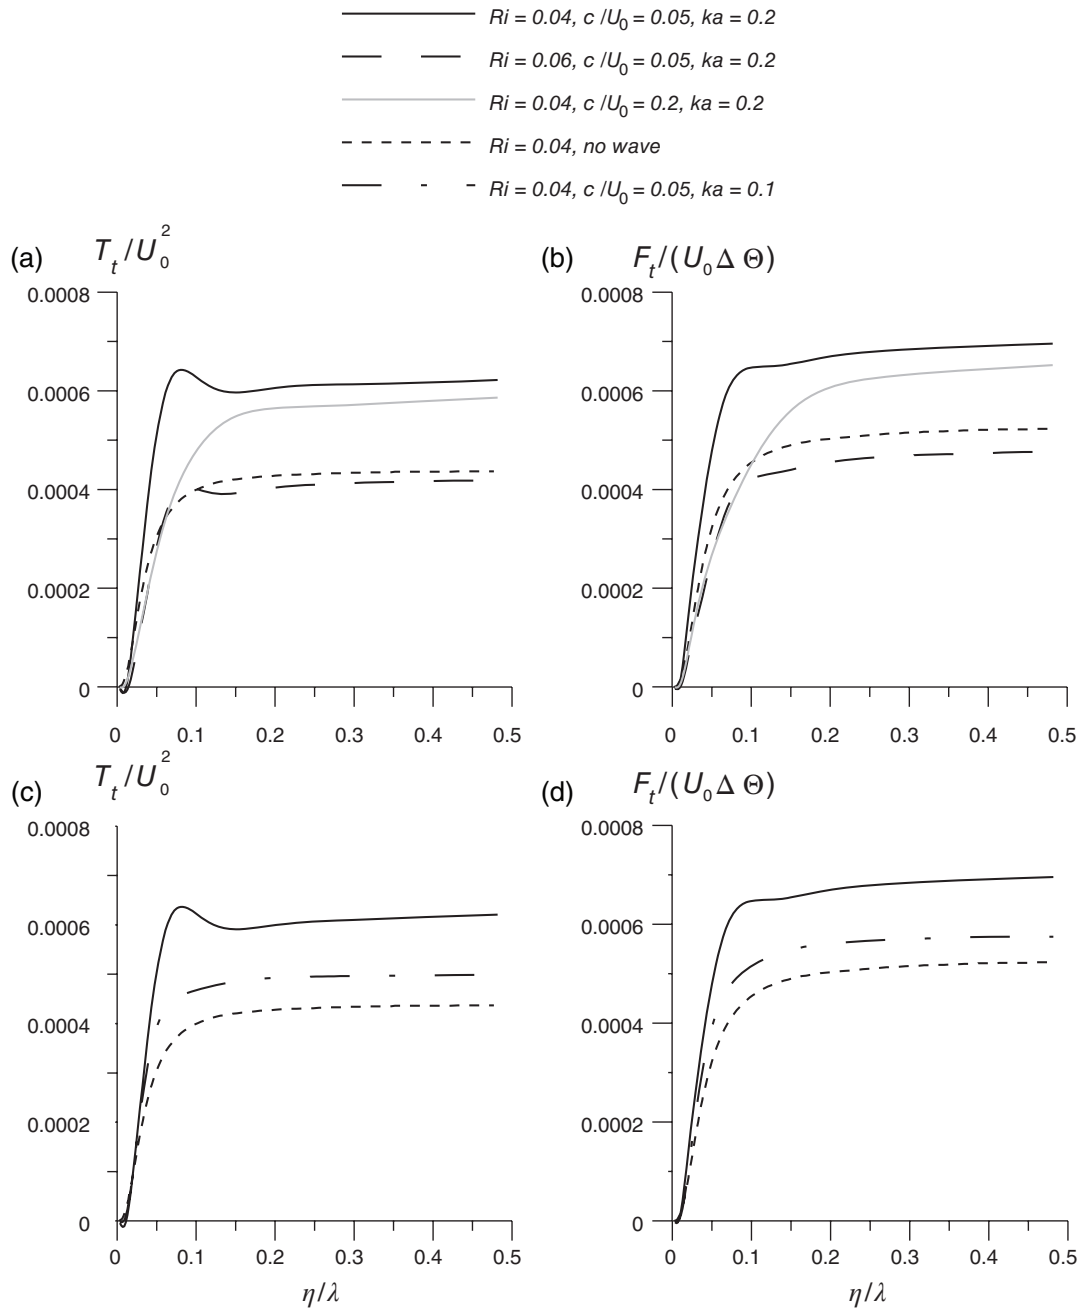 Ri = 0.04, c /U0 = 0.05, ka = 0.2
Ri = 0.06, c /U0 = 0.05, ka = 0.2
Ri = 0.04, c /U0 = 0.2, ka = 0.2
Ri = 0.04, no wave
Ri = 0.04, c /U0 = 0.05, ka = 0.1
(a) Tt /U0^2
(b) Ft /(U0 Δ Θ)
0.0008
0.0006
0.0004
0.0002
0
0 0.1 0.2 0.3 0.4 0.5
0.0008
0.0006
0.0004
0.0002
0
0 0.1 0.2 0.3 0.4 0.5
(c) Tt /U0^2
(d) Ft /(U0 Δ Θ)
0.0008
0.0006
0.0004
0.0002
0
0 0.1 0.2 0.3 0.4 0.5
η/λ
0.0008
0.0006
0.0004
0.0002
0
0 0.1 0.2 0.3 0.4 0.5
η/λ